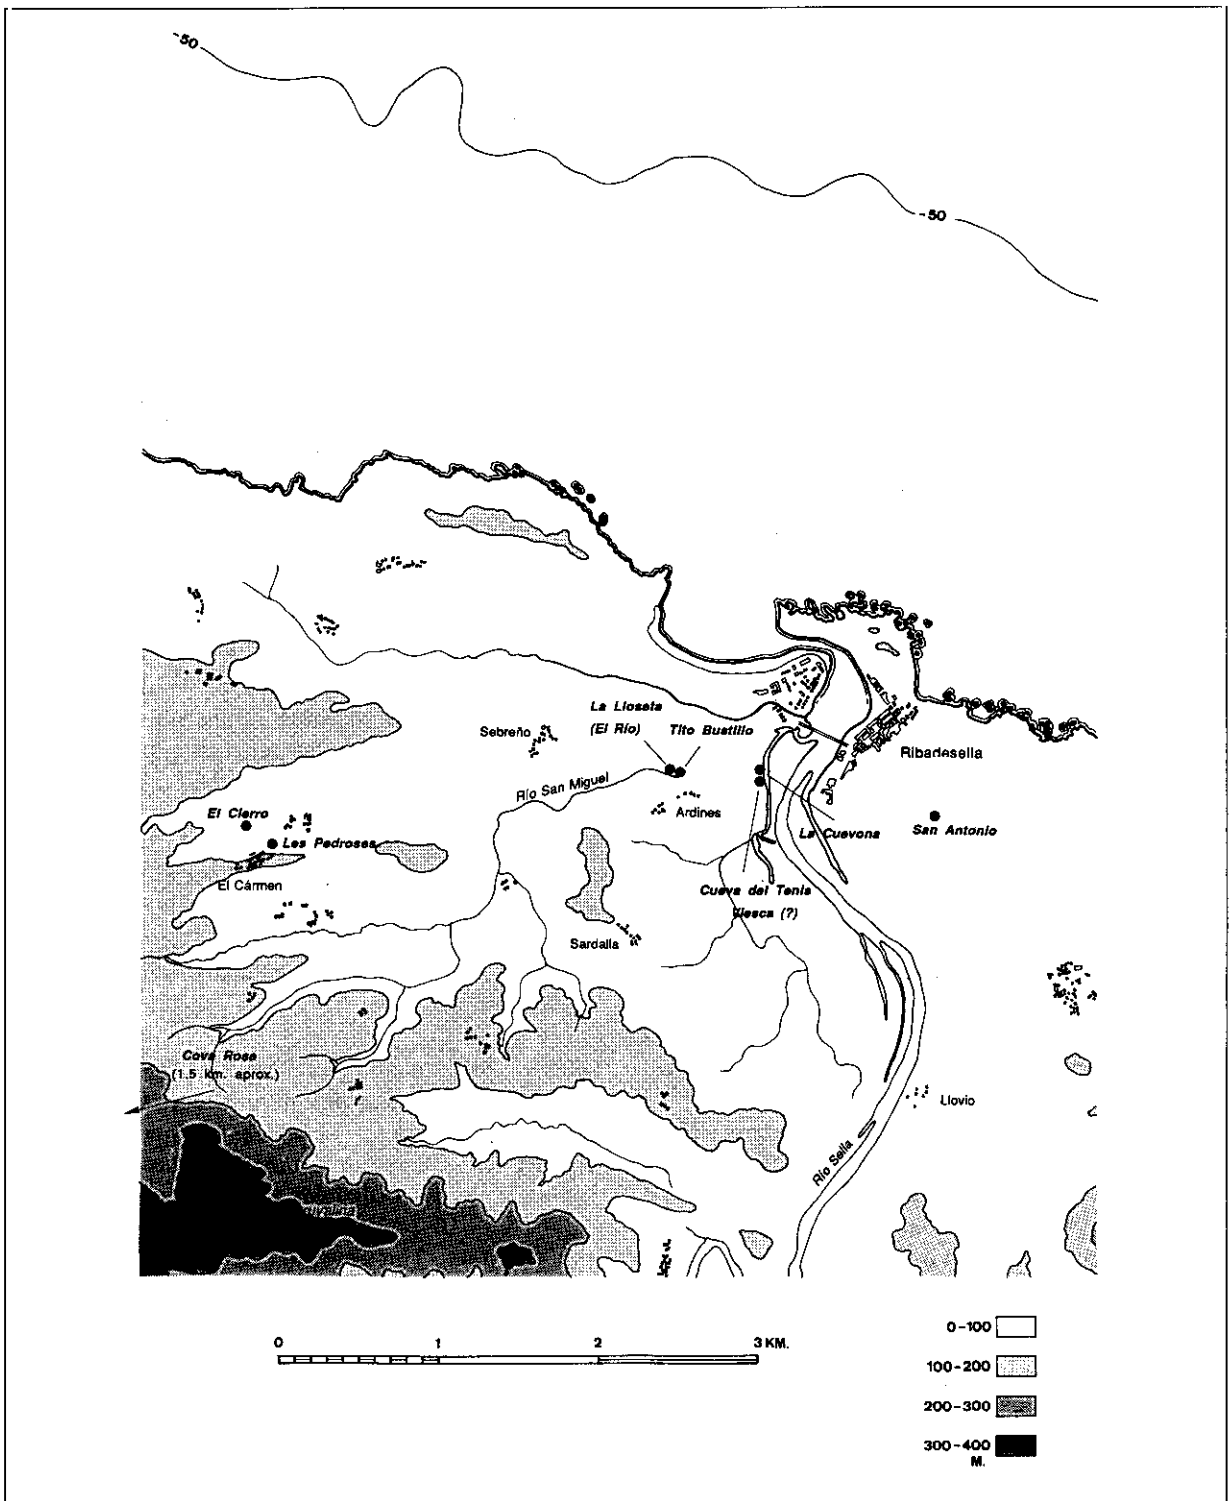 -50
-50
La Lloseta
(El Río)
Tito Bustillo
Sebreño
Ribadesella
Río San Miguel
Ardines
El Cierro
La Cuevona
San Antonio
Les Pedroses
El Cármen
Cueva del Tenis
Viesca (?)
Sardalla
Cova Rosa
(1.5 km. aprox.)
Llovio
Río Sella
0 1 2 3 KM.
0-100
100-200
200-300
300-400
M.